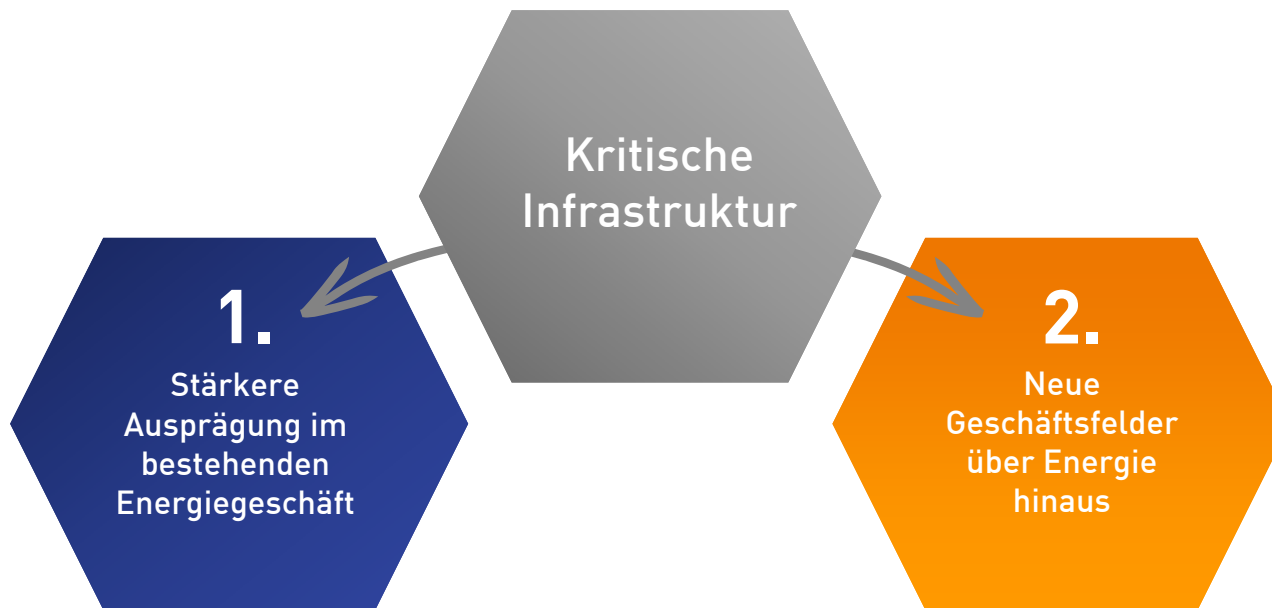 Kritische
Infrastruktur
1.
Stärkere
Ausprägung im
bestehenden
Energiegeschäft
2.
Neue
Geschäftsfelder
über Energie
hinaus